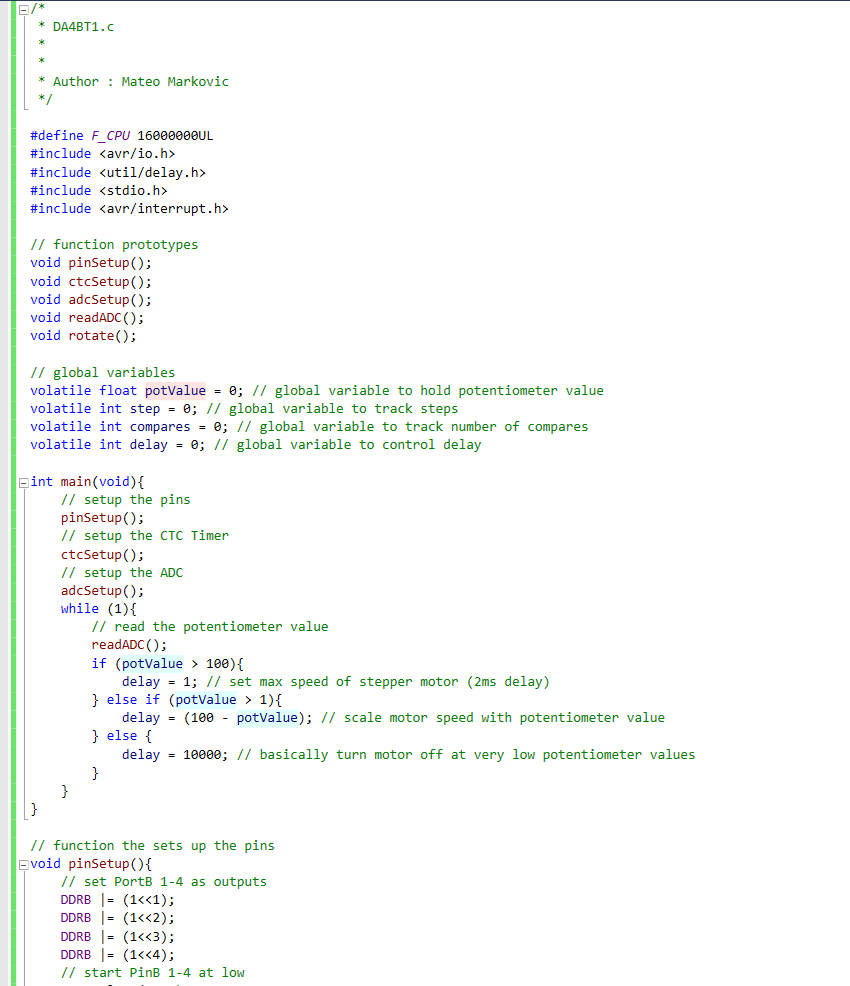 /*
 * DA4BT1.c
 *
 *
 * Author : Mateo Markovic
 */

#define F_CPU 16000000UL
#include <avr/io.h>
#include <util/delay.h>
#include <stdio.h>
#include <avr/interrupt.h>

// function prototypes
void pinSetup();
void ctcSetup();
void adcSetup();
void readADC();
void rotate();

// global variables
volatile float potValue = 0; // global variable to hold potentiometer value
volatile int step = 0; // global variable to track steps
volatile int compares = 0; // global variable to track number of compares
volatile int delay = 0; // global variable to control delay

int main(void){
    // setup the pins
    pinSetup();
    // setup the CTC Timer
    ctcSetup();
    // setup the ADC
    adcSetup();
    while (1){
        // read the potentiometer value
        readADC();
        if (potValue > 100){
            delay = 1; // set max speed of stepper motor (2ms delay)
        } else if (potValue > 1){
            delay = (100 - potValue); // scale motor speed with potentiometer value
        } else {
            delay = 10000; // basically turn motor off at very low potentiometer values
        }
    }
}

// function the sets up the pins
void pinSetup(){
    // set PortB 1-4 as outputs
    DDRB |= (1<<1);
    DDRB |= (1<<2);
    DDRB |= (1<<3);
    DDRB |= (1<<4);
    // start PinB 1-4 at low